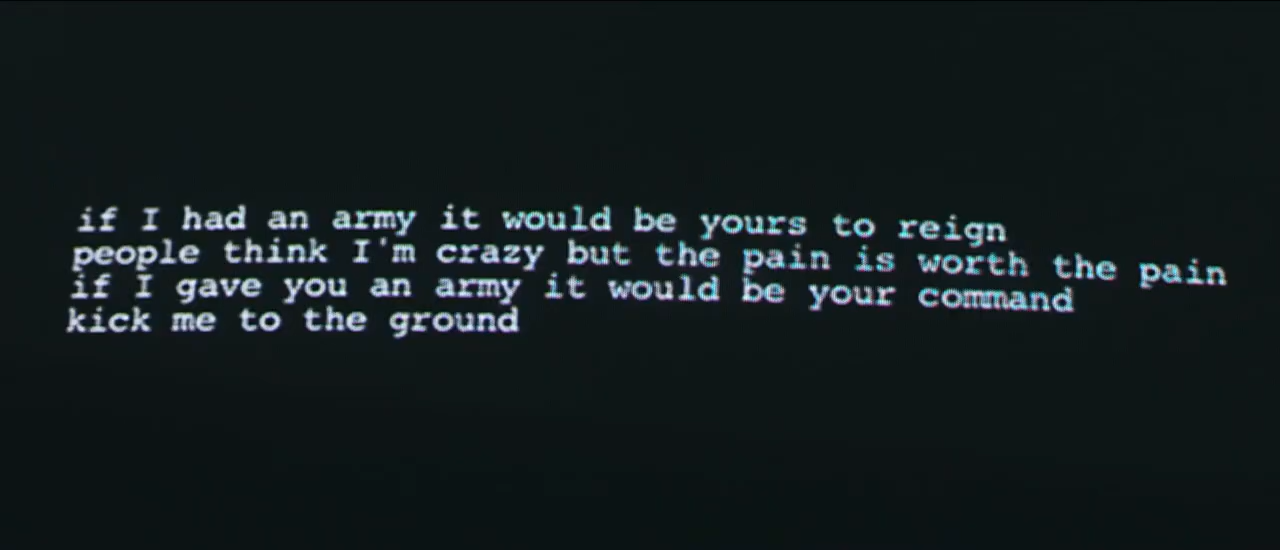 if I had an army it would be yours to reign
people think I'm crazy but the pain is worth the pain
if I gave you an army it would be your command
kick me to the ground